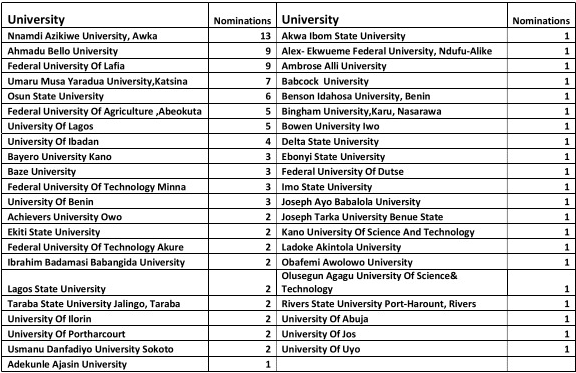 University Nominations University Nominations
Nnamdi Azikiwe University, Awka 13 Akwa Ibom State University 1
Ahmadu Bello University 9 Alex- Ekwueme Federal University, Ndufu-Alike 1
Federal University Of Lafia 9 Ambrose Alli University 1
Umaru Musa Yaradua University,Katsina 7 Babcock University 1
Osun State University 6 Benson Idahosa University, Benin 1
Federal University Of Agriculture ,Abeokuta 5 Bingham University,Karu, Nasarawa 1
University Of Lagos 5 Bowen University Iwo 1
University Of Ibadan 4 Delta State University 1
Bayero University Kano 3 Ebonyi State University 1
Baze University 3 Federal University Of Dutse 1
Federal University Of Technology Minna 3 Imo State University 1
University Of Benin 3 Joseph Ayo Babalola University 1
Achievers University Owo 2 Joseph Tarka University Benue State 1
Ekiti State University 2 Kano University Of Science And Technology 1
Federal University Of Technology Akure 2 Ladoke Akintola University 1
Ibrahim Badamasi Babangida University 2 Obafemi Awolowo University 1
Lagos State University 2 Olusegun Agagu University Of Science&
Technology 1
Taraba State University Jalingo, Taraba 2 Rivers State University Port-Harount, Rivers 1
University Of Ilorin 2 University Of Abuja 1
University Of Portharcourt 2 University Of Jos 1
Usmanu Danfadiyo University Sokoto 2 University Of Uyo 1
Adekunle Ajasin University 1